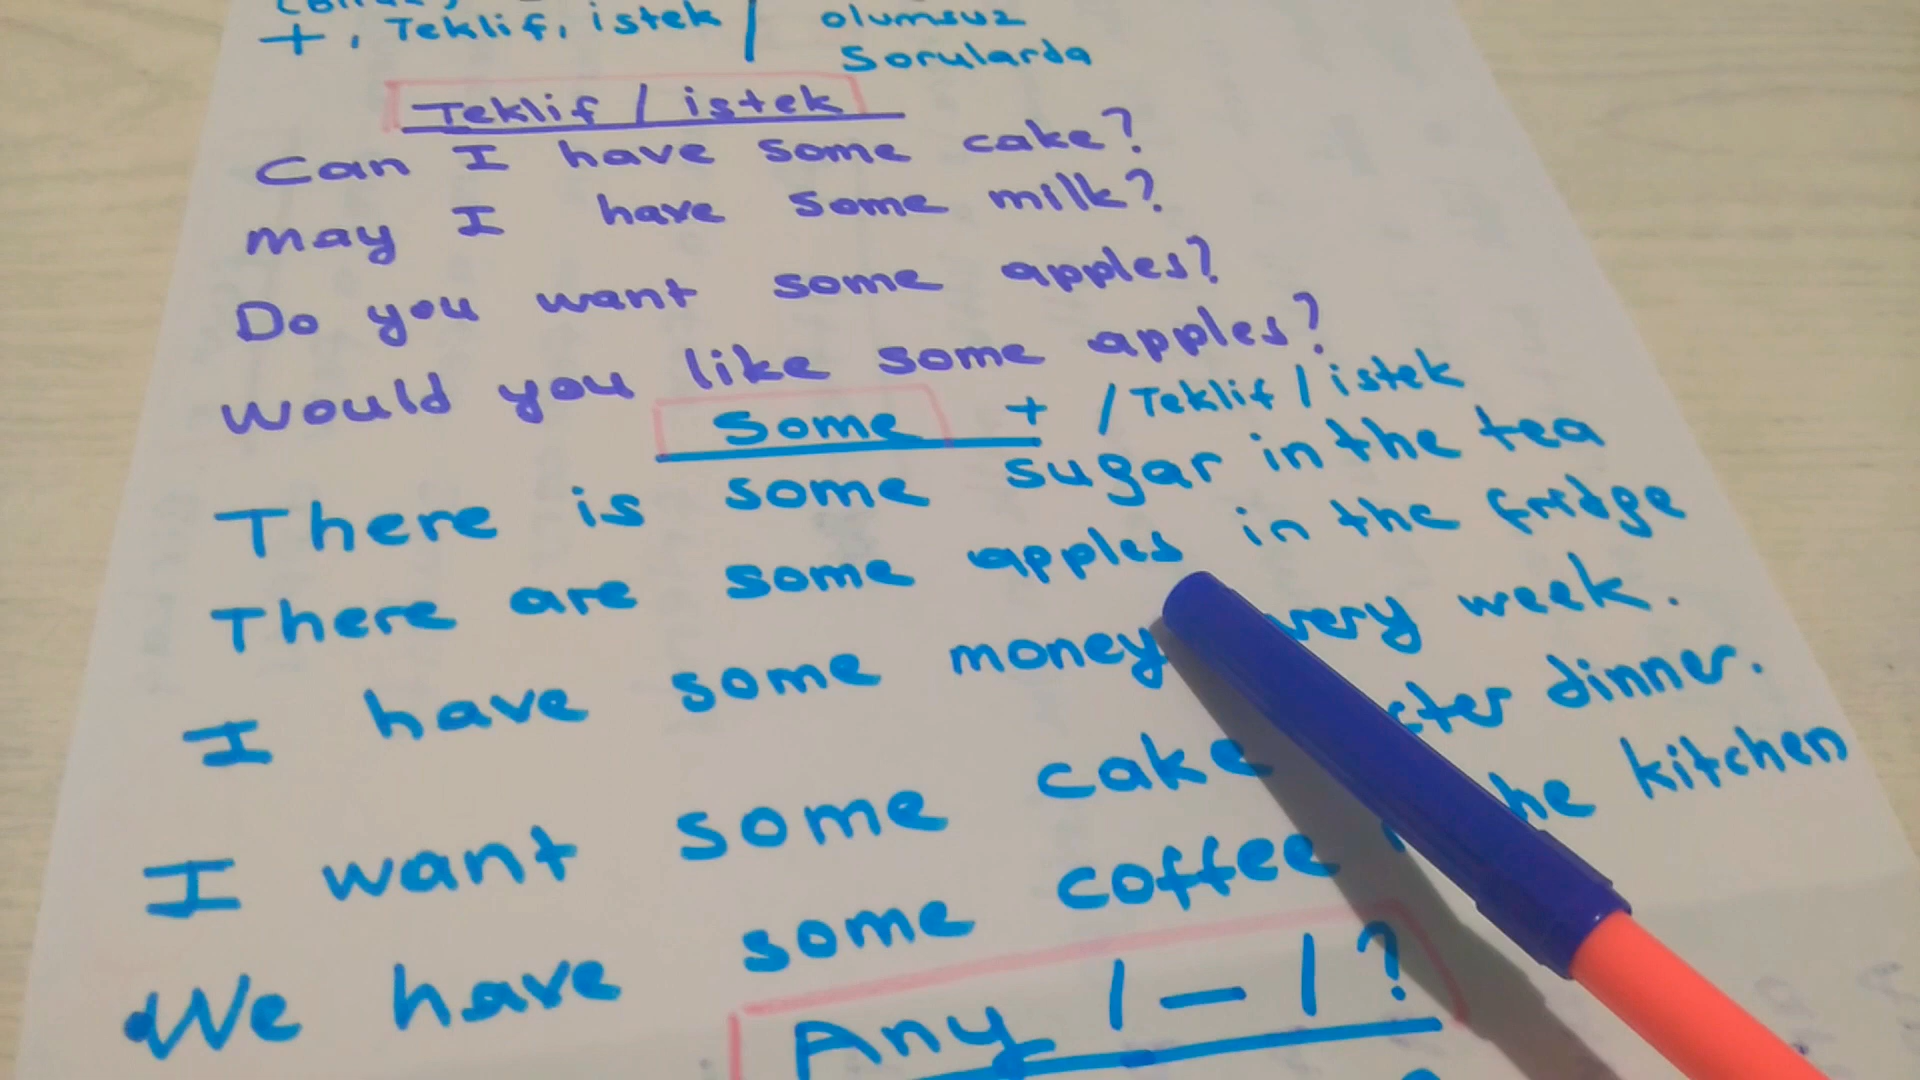 +, Teklif, istek / olumsuz
Sorularda
Teklif / istek
Can I have some cake?
may I have some milk?
Do you want some apples?
Would you like some apples?
Some + / Teklif / istek
There is some sugar in the tea
There are some apples in the fridge
I have some money week.
I want some cake dinner.
We have some coffee kitchen
Any / - / ?